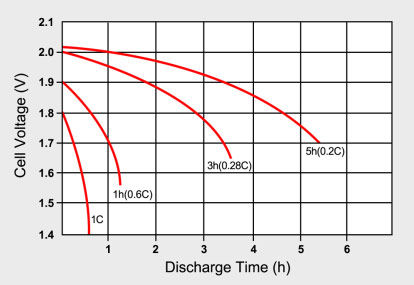 2.1
2.0
1.9
1.8
1.7
1.6
1.5
1.4
Cell Voltage (V)
5h(0.2C)
3h(0.28C)
1h(0.6C)
1C
1 2 3 4 5 6
Discharge Time (h)